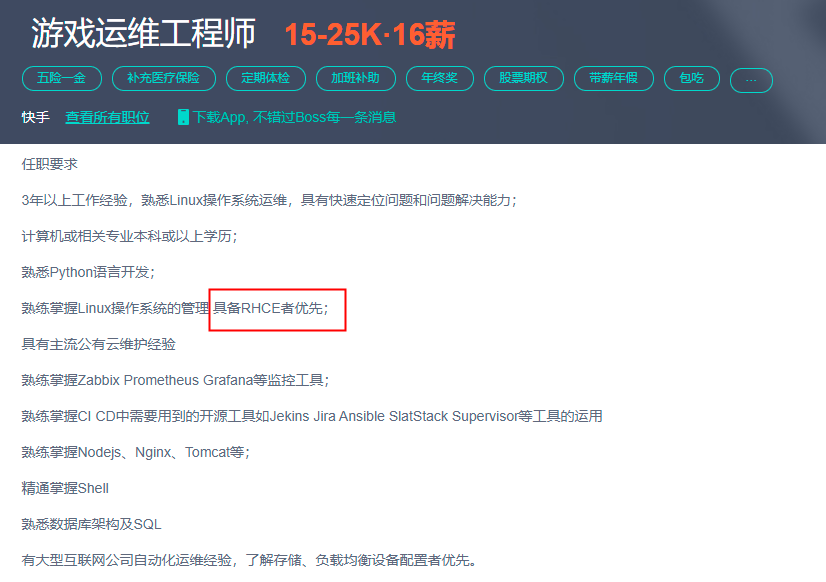 游戏运维工程师 15-25K·16薪
五险一金 补充医疗保险 定期体检 加班补助 年终奖 股票期权 带薪年假 包吃 ...
快手 查看所有职位 下载App, 不错过Boss每一条消息
任职要求
3年以上工作经验，熟悉Linux操作系统运维，具有快速定位问题和问题解决能力；
计算机或相关专业本科或以上学历；
熟悉Python语言开发；
熟练掌握Linux操作系统的管理 具备RHCE者优先；
具有主流公有云维护经验
熟练掌握Zabbix Prometheus Grafana等监控工具；
熟练掌握CI CD中需要用到的开源工具如Jekins Jira Ansible SlatStack Supervisor等工具的运用
熟练掌握Nodejs、Nginx、Tomcat等；
精通掌握Shell
熟悉数据库架构及SQL
有大型互联网公司自动化运维经验，了解存储、负载均衡设备配置者优先。